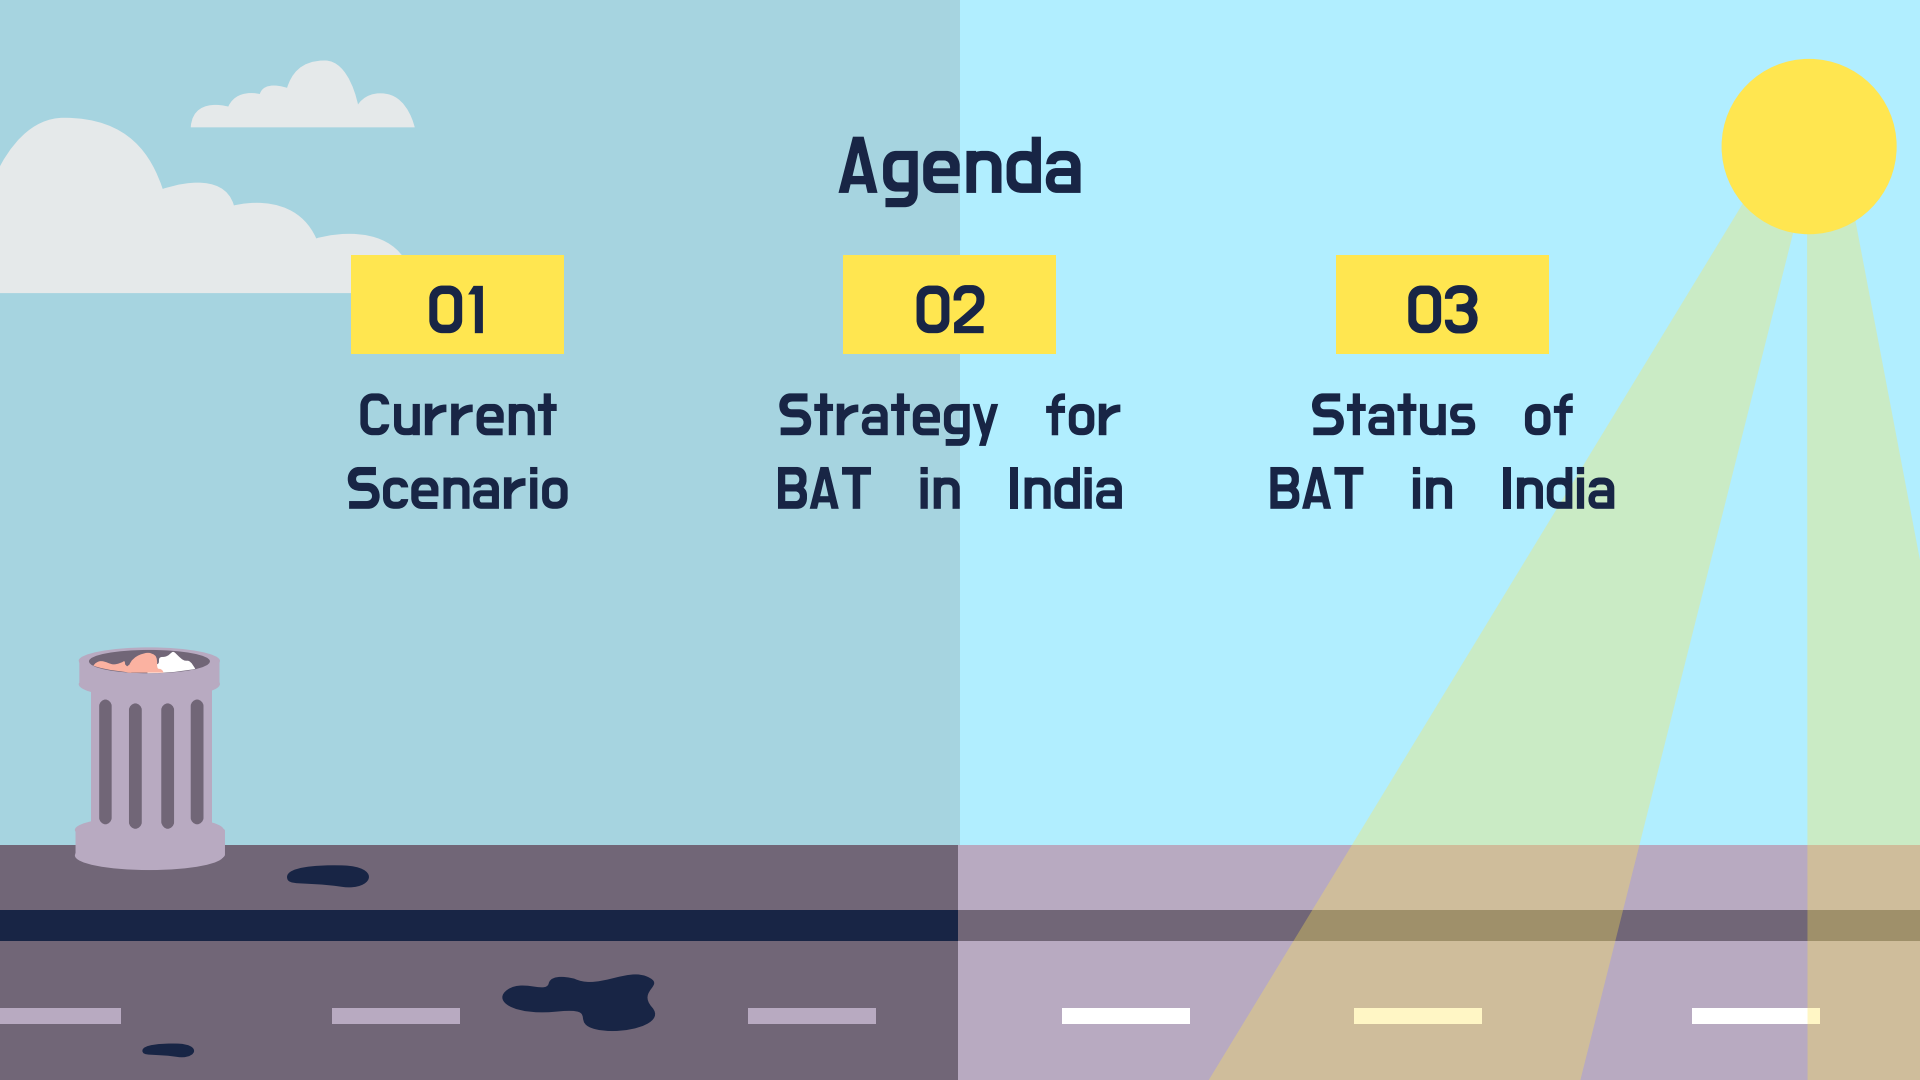 Agenda
01
Current
Scenario
02
Strategy for
BAT in India
03
Status of
BAT in India